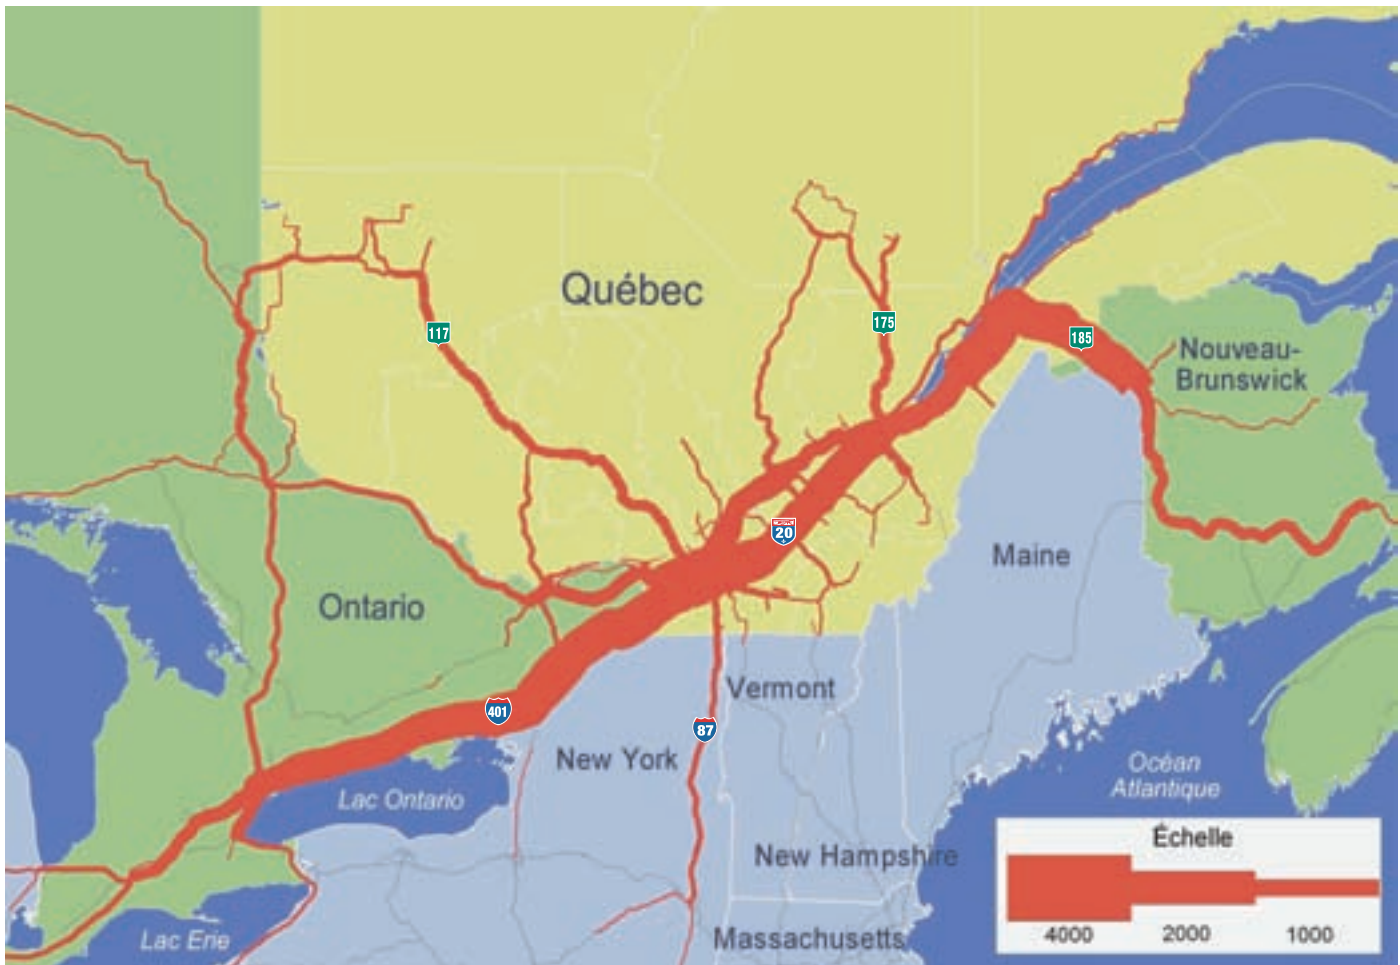 Québec
117
175
185
Nouveau-
Brunswick
20
Maine
Ontario
Vermont
401
87
New York
Océan
Atlantique
Lac Ontario
Échelle
New Hampshire
4000
2000
1000
Lac Erie
Massachusetts